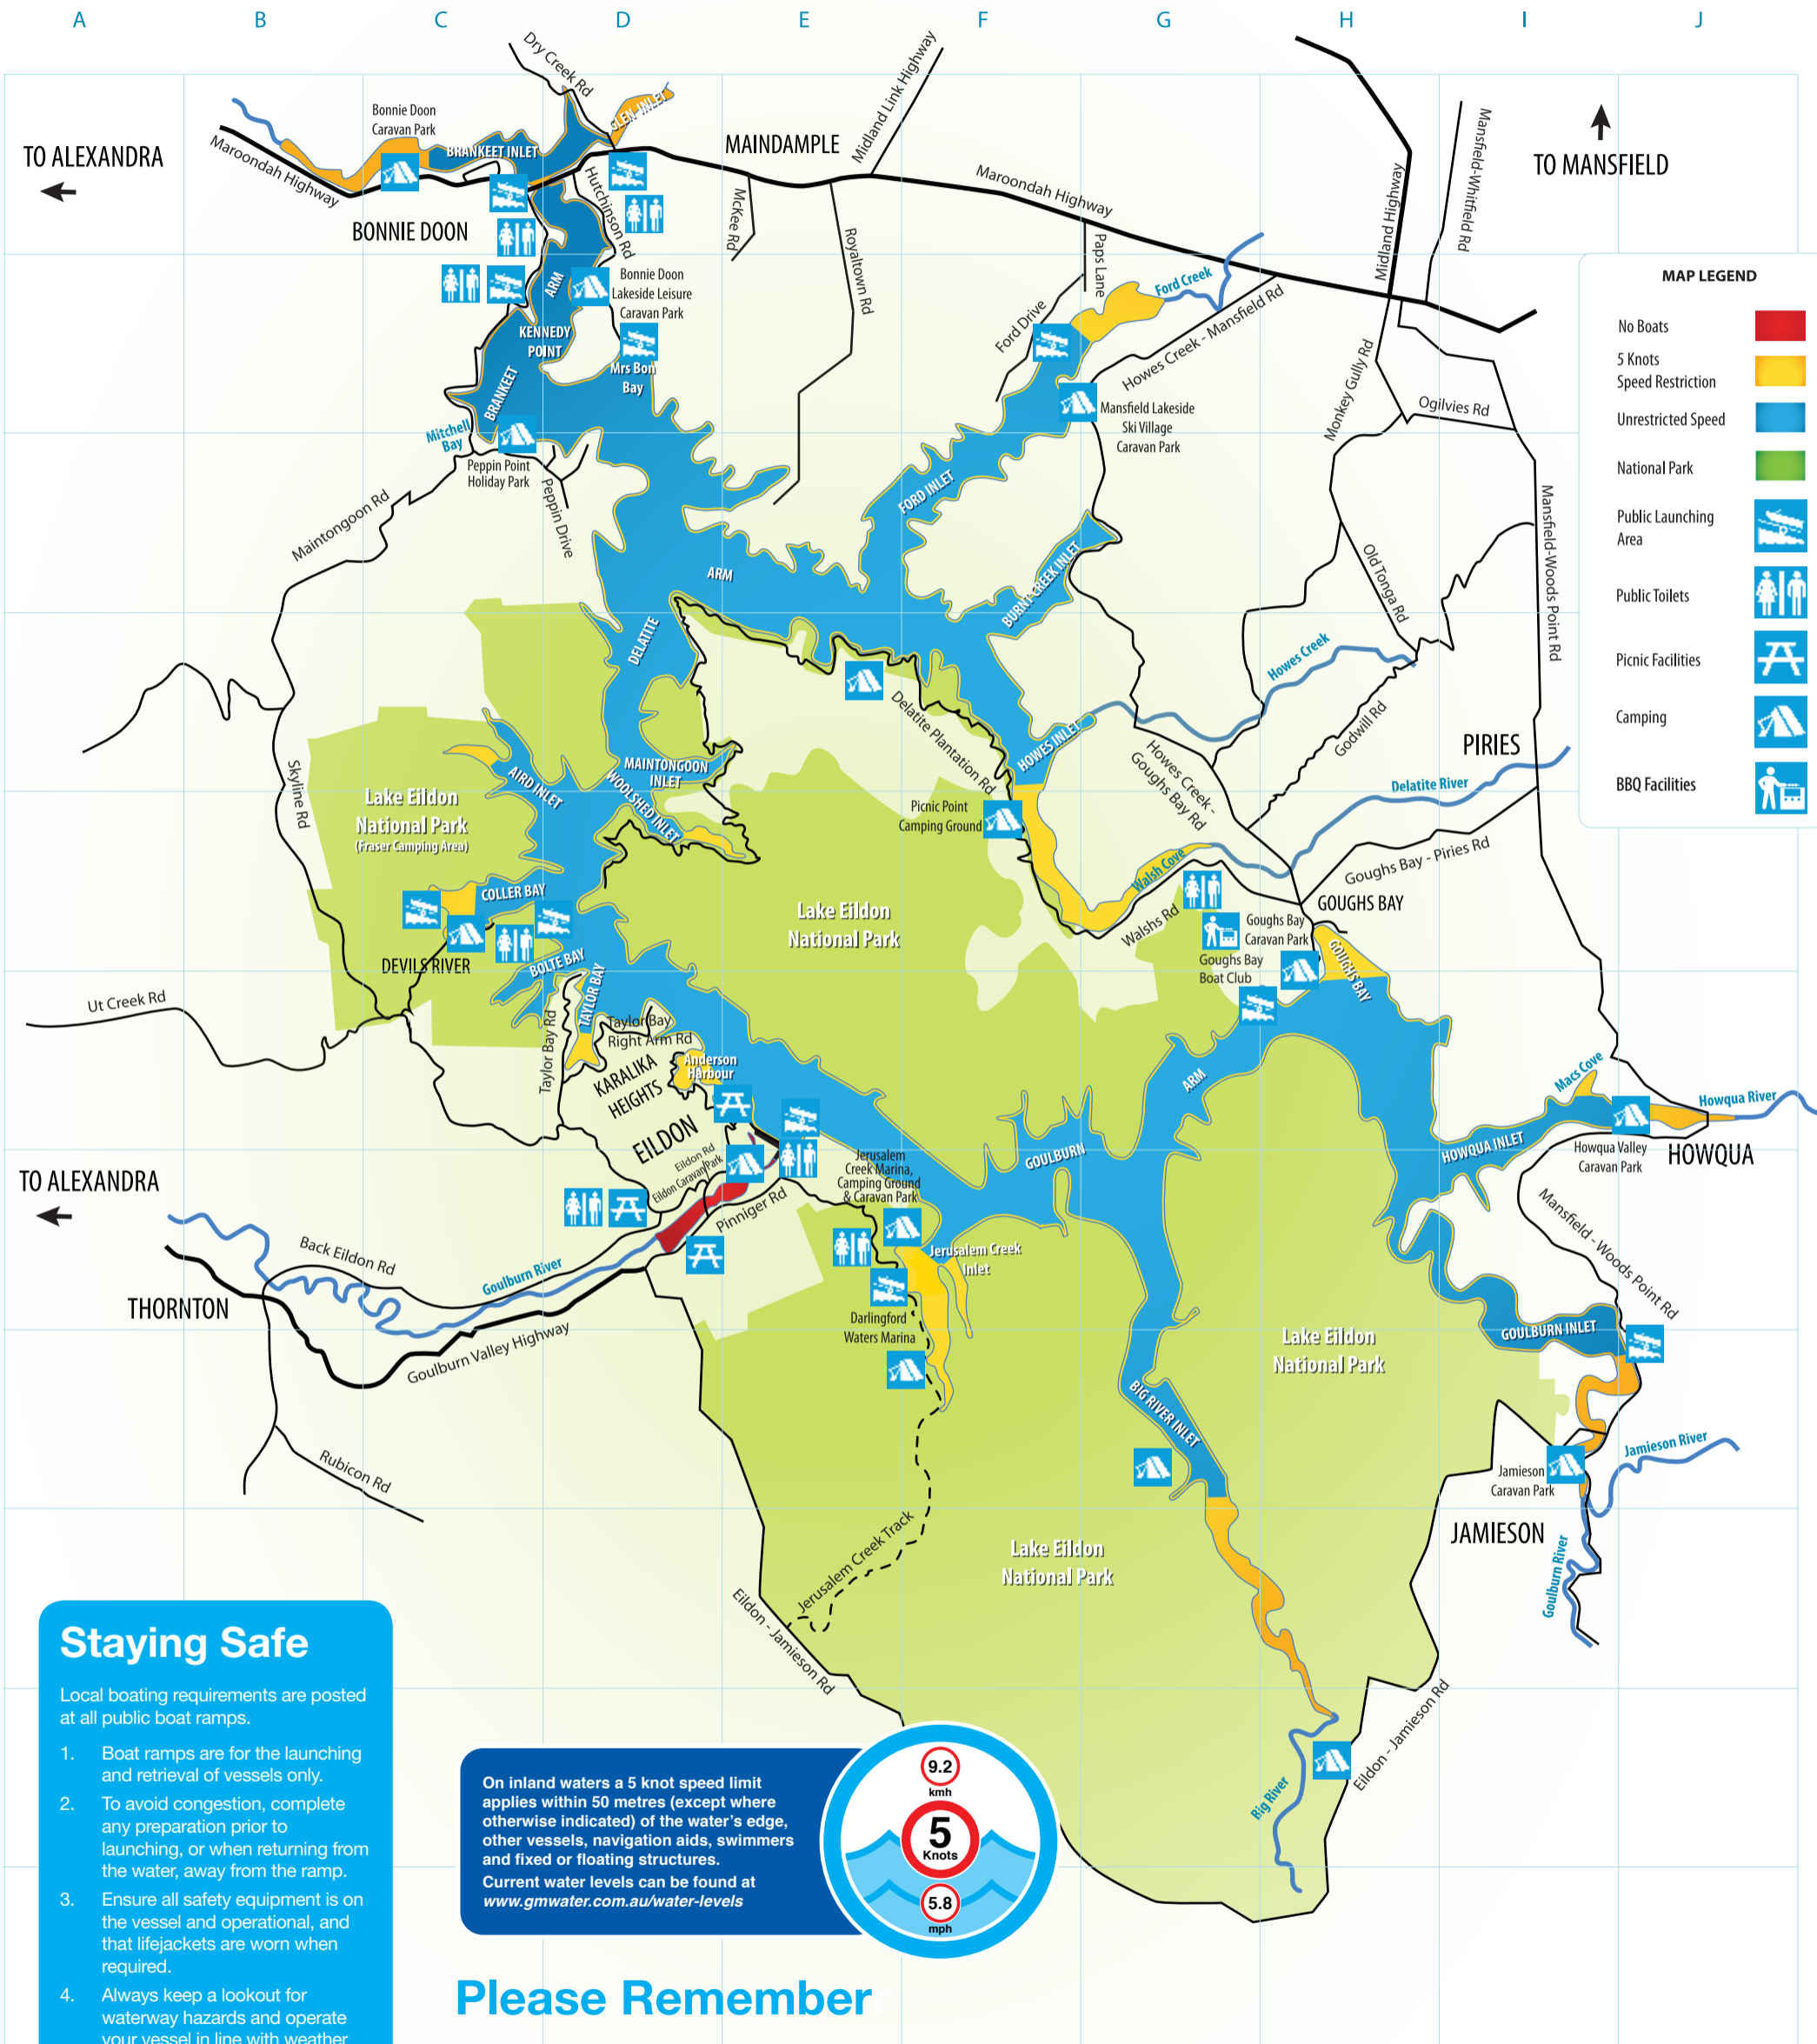 A B C D E F G H I J
Dry Creek Rd
GLEN INLET
Midland Link Highway
Bonnie Doon
Caravan Park
BRANKEET INLET
MAINDAMPLE
TO ALEXANDRA
Maroondah Highway
Maroondah Highway
Midland Highway
Mansfield-Whitfield Rd
TO MANSFIELD
BONNIE DOON
Hutchinson Rd
McKee Rd
Royaltown Rd
Paps Lane
Ford Creek
Ford Drive
Howes Creek - Mansfield Rd
Bonnie Doon
Lakeside Leisure
Caravan Park
ARM
KENNEDY
POINT
BRANKEET
Mrs Bon
Bay
Mitchell
Bay
Peppin Point
Holiday Park
Peppin Drive
Maintongoon Rd
Mansfield Lakeside
Ski Village
Caravan Park
Monkey Gully Rd
Ogilvies Rd
Mansfield-Woods Point Rd
MAP LEGEND
No Boats
5 Knots
Speed Restriction
Unrestricted Speed
National Park
Public Launching
Area
Public Toilets
Picnic Facilities
Camping
BBQ Facilities
FORD INLET
ARM
BURNT CREEK INLET
Old Tonga Rd
DELATITE
Howes Creek
Delatite Plantation Rd
Godwill Rd
PIRIES
HOWES INLET
Howes Creek -
Goughs Bay Rd
Delatite River
Skyline Rd
MAINTONGOON
INLET
AIRD INLET
WOOLSHED INLET
Lake Eildon
National Park
(Fraser Camping Area)
Picnic Point
Camping Ground
Walsh Cove
Goughs Bay - Piries Rd
COLLER BAY
Lake Eildon
National Park
Walshs Rd
GOUGHS BAY
Goughs Bay
Caravan Park
Goughs Bay
Boat Club
GOUGHS BAY
DEVILS RIVER
BOLTE BAY
TAYLOR BAY
Ut Creek Rd
Taylor Bay Rd
Taylor Bay
Right Arm Rd
KARALIKA
HEIGHTS
Anderson
Harbour
ARM
Macs Cove
Howqua River
EILDON
Eildon Rd
Eildon Caravan Park
GOULBURN
HOWQUA INLET
Howqua Valley
Caravan Park
HOWQUA
Jerusalem
Creek Marina,
Camping Ground
& Caravan Park
TO ALEXANDRA
Pinniger Rd
Mansfield - Woods Point Rd
Back Eildon Rd
Goulburn River
Jerusalem Creek
Inlet
THORNTON
Darlingford
Waters Marina
Goulburn Valley Highway
GOULBURN INLET
Lake Eildon
National Park
BIG RIVER INLET
Rubicon Rd
Jamieson River
Jamieson
Caravan Park
JAMIESON
Jerusalem Creek Track
Lake Eildon
National Park
Goulburn River
Eildon - Jamieson Rd
Eildon - Jamieson Rd
Big River
Staying Safe
Local boating requirements are posted
at all public boat ramps.
1. Boat ramps are for the launching
and retrieval of vessels only.
2. To avoid congestion, complete
any preparation prior to
launching, or when returning from
the water, away from the ramp.
3. Ensure all safety equipment is on
the vessel and operational, and
that lifejackets are worn when
required.
4. Always keep a lookout for
waterway hazards and operate
your vessel in line with weather
On inland waters a 5 knot speed limit
applies within 50 metres (except where
otherwise indicated) of the water's edge,
other vessels, navigation aids, swimmers
and fixed or floating structures.
Current water levels can be found at
www.gmwater.com.au/water-levels
9.2
kmh
5
Knots
5.8
mph
Please Remember